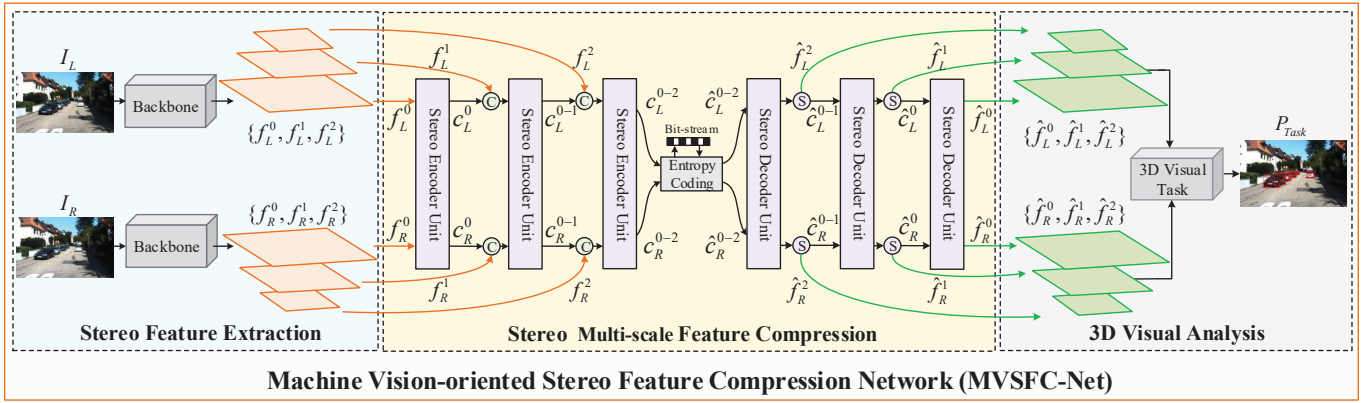 I_L
Backbone
{f_L^0, f_L^1, f_L^2}
I_R
Backbone
{f_R^0, f_R^1, f_R^2}
Stereo Feature Extraction
f_L^1
f_L^2
f_L^0
c_L^0
c_L^{0-1}
c_L^{0-2}
C
C
Stereo Encoder Unit
Stereo Encoder Unit
Stereo Encoder Unit
f_R^0
c_R^0
c_R^{0-1}
c_R^{0-2}
C
C
f_R^1
f_R^2
Bit-stream
Entropy
Coding
f̂_L^2
f̂_L^1
ĉ_L^{0-2}
S
ĉ_L^{0-1}
S
ĉ_L^0
f̂_L^0
Stereo Decoder Unit
Stereo Decoder Unit
Stereo Decoder Unit
ĉ_R^{0-2}
S
ĉ_R^{0-1}
S
ĉ_R^0
f̂_R^0
f̂_R^2
f̂_R^1
Stereo Multi-scale Feature Compression
{f̂_L^0, f̂_L^1, f̂_L^2}
{f̂_R^0, f̂_R^1, f̂_R^2}
3D Visual
Task
P_{Task}
3D Visual Analysis
Machine Vision-oriented Stereo Feature Compression Network (MVSFC-Net)